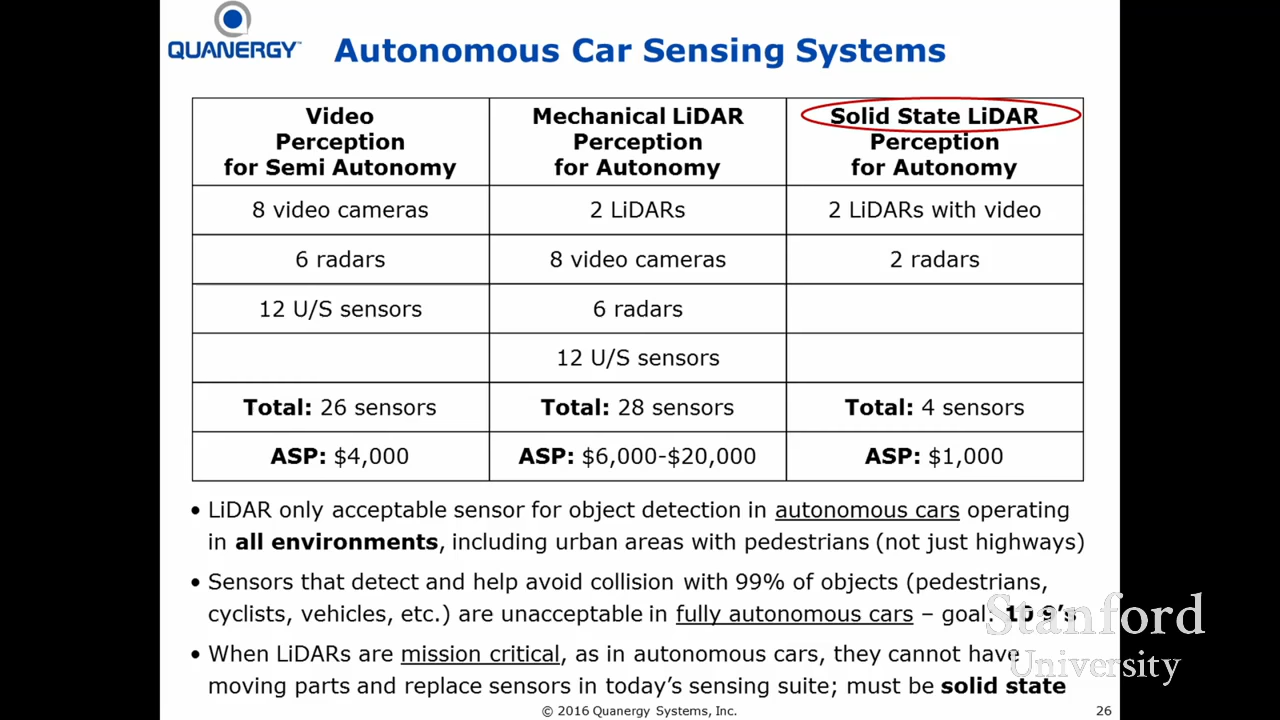 QUANERGY™
Autonomous Car Sensing Systems
Video
Perception
for Semi Autonomy
Mechanical LiDAR
Perception
for Autonomy
Solid State LiDAR
Perception
for Autonomy
8 video cameras
2 LiDARs
2 LiDARs with video
6 radars
8 video cameras
2 radars
12 U/S sensors
6 radars
12 U/S sensors
Total: 26 sensors
Total: 28 sensors
Total: 4 sensors
ASP: $4,000
ASP: $6,000-$20,000
ASP: $1,000
• LiDAR only acceptable sensor for object detection in autonomous cars operating
in all environments, including urban areas with pedestrians (not just highways)
• Sensors that detect and help avoid collision with 99% of objects (pedestrians,
cyclists, vehicles, etc.) are unacceptable in fully autonomous cars – goal: 10 9's
• When LiDARs are mission critical, as in autonomous cars, they cannot have
moving parts and replace sensors in today's sensing suite; must be solid state
Stanford
University
© 2016 Quanergy Systems, Inc.
26